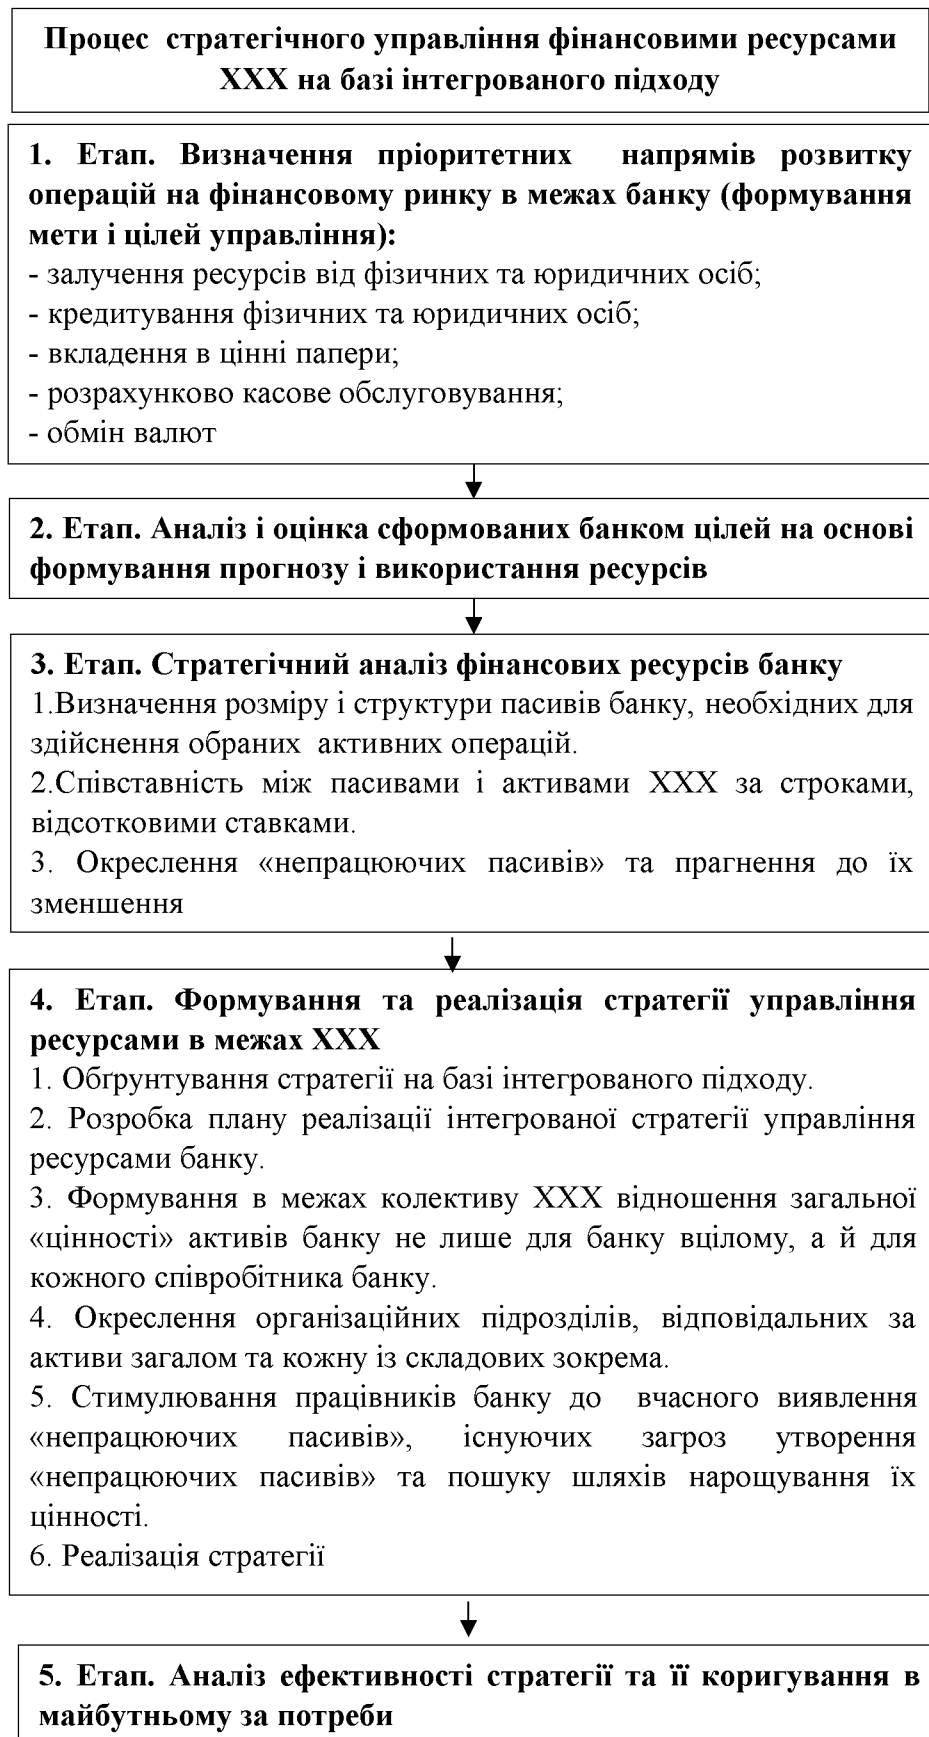 Процес стратегічного управління фінансовими ресурсами
ХХХ на базі інтегрованого підходу
1. Етап. Визначення пріоритетних напрямів розвитку
операцій на фінансовому ринку в межах банку (формування
мети і цілей управління):
- залучення ресурсів від фізичних та юридичних осіб;
- кредитування фізичних та юридичних осіб;
- вкладення в цінні папери;
- розрахунково касове обслуговування;
- обмін валют
2. Етап. Аналіз і оцінка сформованих банком цілей на основі
формування прогнозу і використання ресурсів
3. Етап. Стратегічний аналіз фінансових ресурсів банку
1.Визначення розміру і структури пасивів банку, необхідних для
здійснення обраних активних операцій.
2.Співставність між пасивами і активами ХХХ за строками,
відсотковими ставками.
3. Окреслення «непрацюючих пасивів» та прагнення до їх
зменшення
4. Етап. Формування та реалізація стратегії управління
ресурсами в межах ХХХ
1. Обґрунтування стратегії на базі інтегрованого підходу.
2. Розробка плану реалізації інтегрованої стратегії управління
ресурсами банку.
3. Формування в межах колективу ХХХ відношення загальної
«цінності» активів банку не лише для банку вцілому, а й для
кожного співробітника банку.
4. Окреслення організаційних підрозділів, відповідальних за
активи загалом та кожну із складових зокрема.
5. Стимулювання працівників банку до вчасного виявлення
«непрацюючих пасивів», існуючих загроз утворення
«непрацюючих пасивів» та пошуку шляхів нарощування їх
цінності.
6. Реалізація стратегії
5. Етап. Аналіз ефективності стратегії та її коригування в
майбутньому за потреби